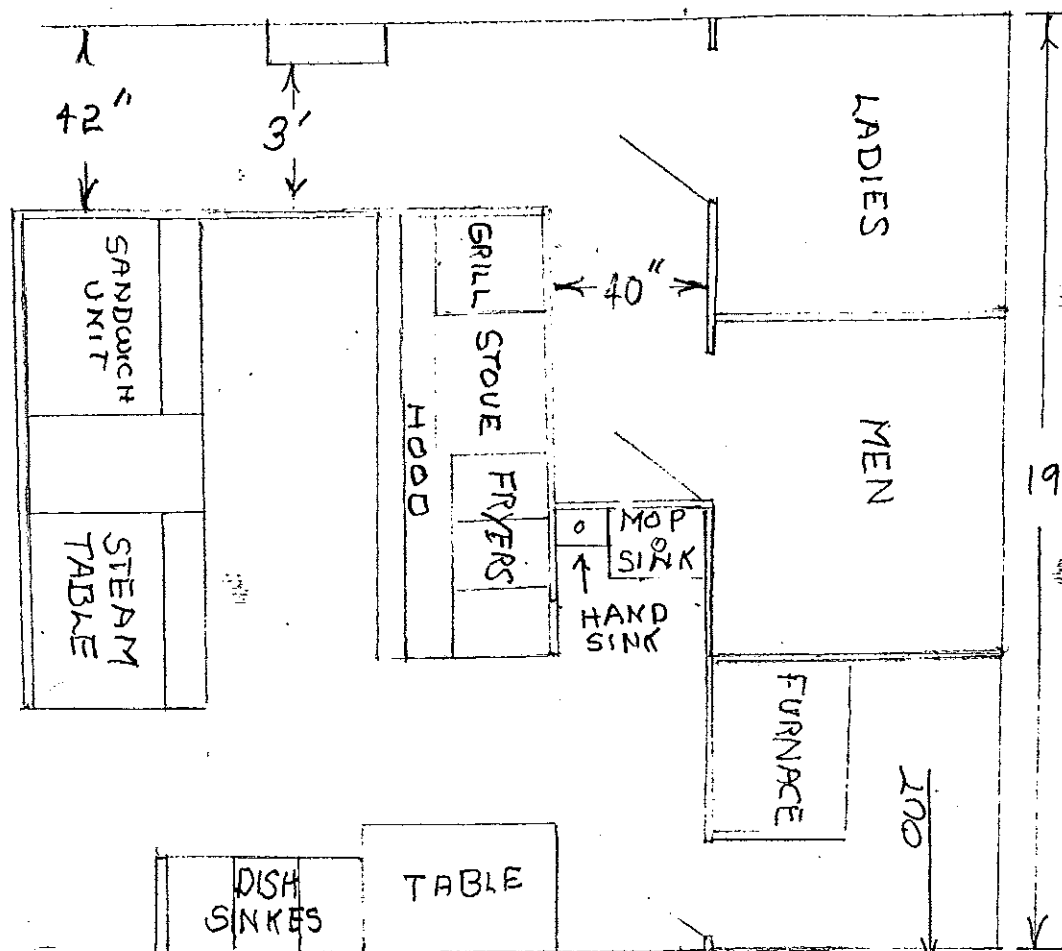 42"
3'
LADIES
SANDWICH
UNIT
GRILL
40"
STOVE
HOOD
MEN
19
FRYERS
MOP
SINK
STEAM
TABLE
HAND
SINK
FURNACE
200
DISH
SINKES
TABLE